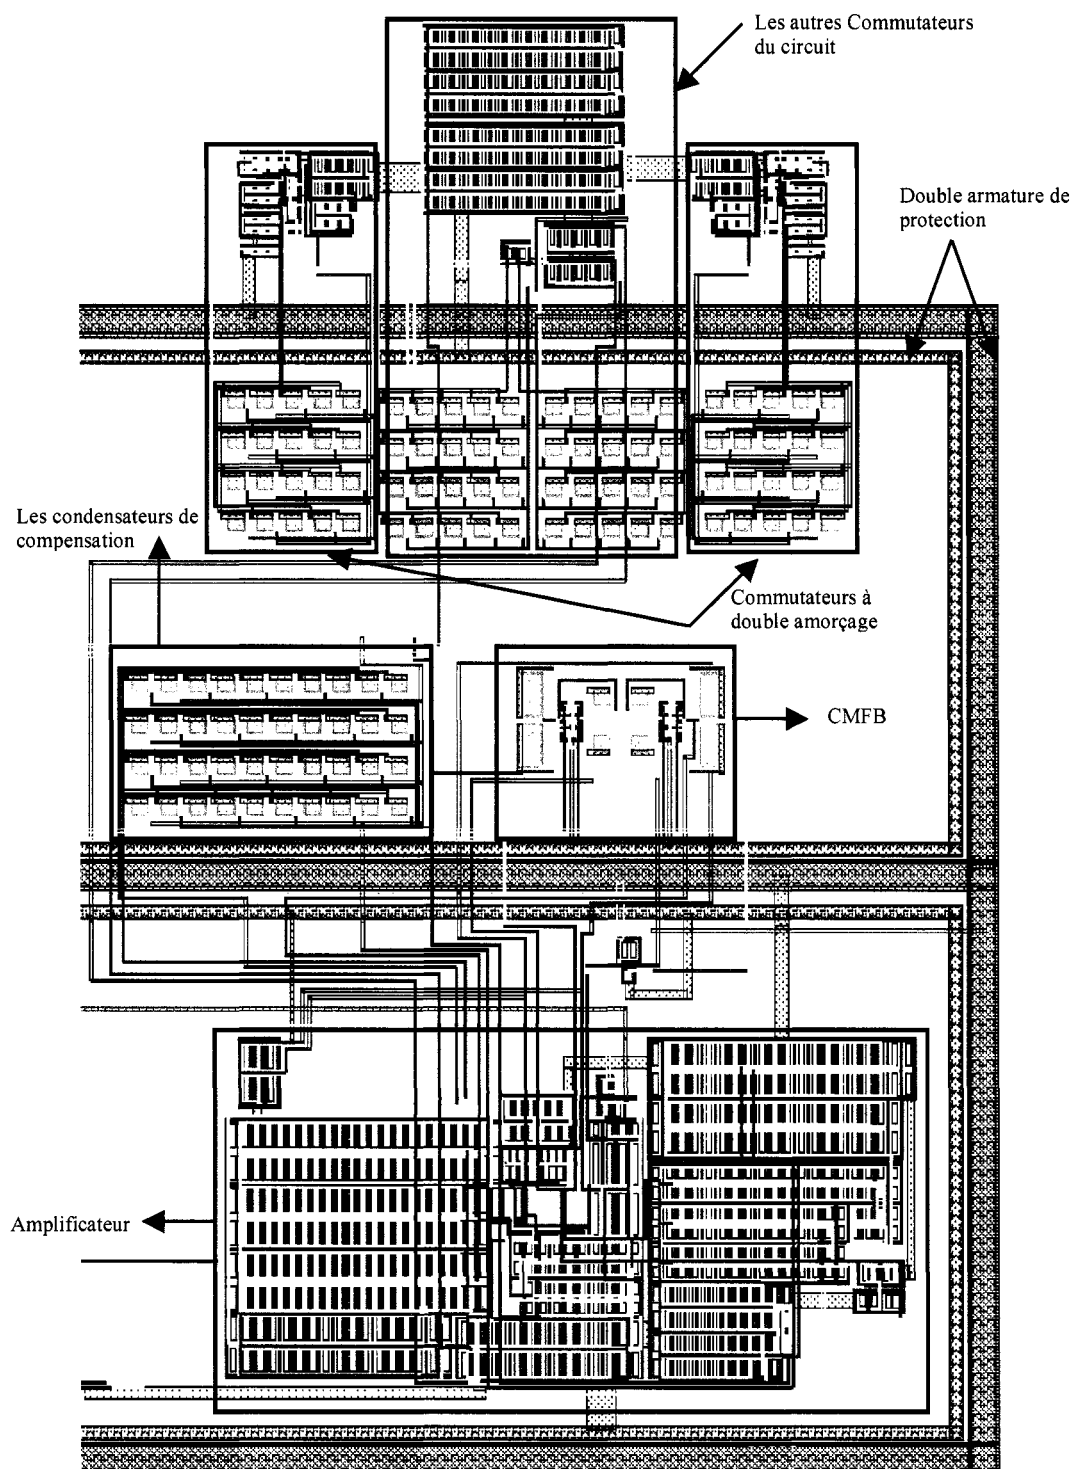 Les autres Commutateurs
du circuit
Double armature de
protection
Les condensateurs de
compensation
Commutateurs à
double amorçage
CMFB
Amplificateur